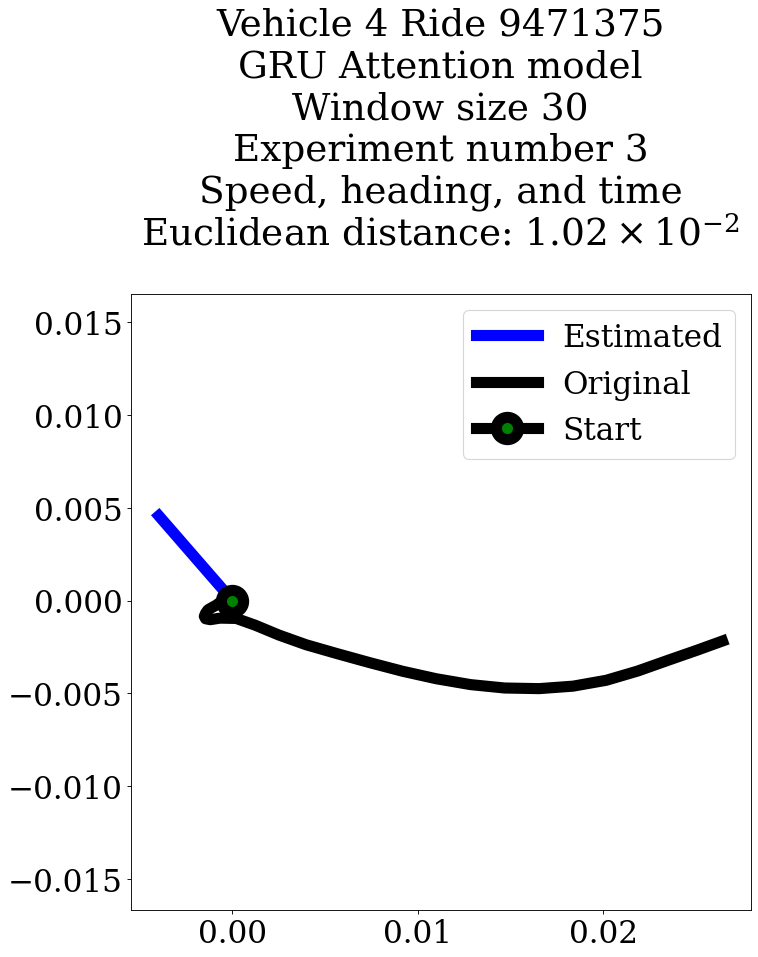 Vehicle 4 Ride 9471375
GRU Attention model
Window size 30
Experiment number 3
Speed, heading, and time
Euclidean distance: 1.02 × 10⁻²
Estimated
Original
Start
0.015
0.010
0.005
0.000
−0.005
−0.010
−0.015
0.00 0.01 0.02